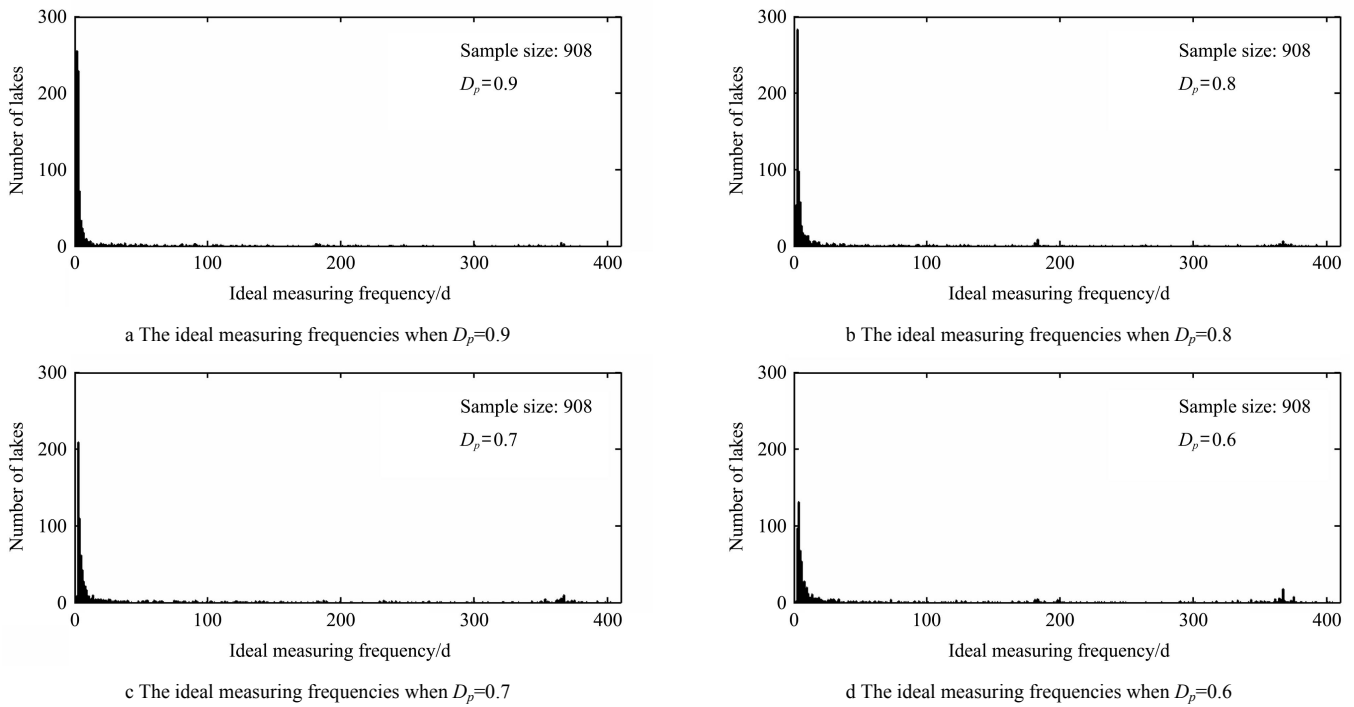 300
200
100
0
Number of lakes
Sample size: 908
Dp=0.9
0 100 200 300 400
Ideal measuring frequency/d
a The ideal measuring frequencies when Dp=0.9
300
200
100
0
Number of lakes
Sample size: 908
Dp=0.8
0 100 200 300 400
Ideal measuring frequency/d
b The ideal measuring frequencies when Dp=0.8
300
200
100
0
Number of lakes
Sample size: 908
Dp=0.7
0 100 200 300 400
Ideal measuring frequency/d
c The ideal measuring frequencies when Dp=0.7
300
200
100
0
Number of lakes
Sample size: 908
Dp=0.6
0 100 200 300 400
Ideal measuring frequency/d
d The ideal measuring frequencies when Dp=0.6